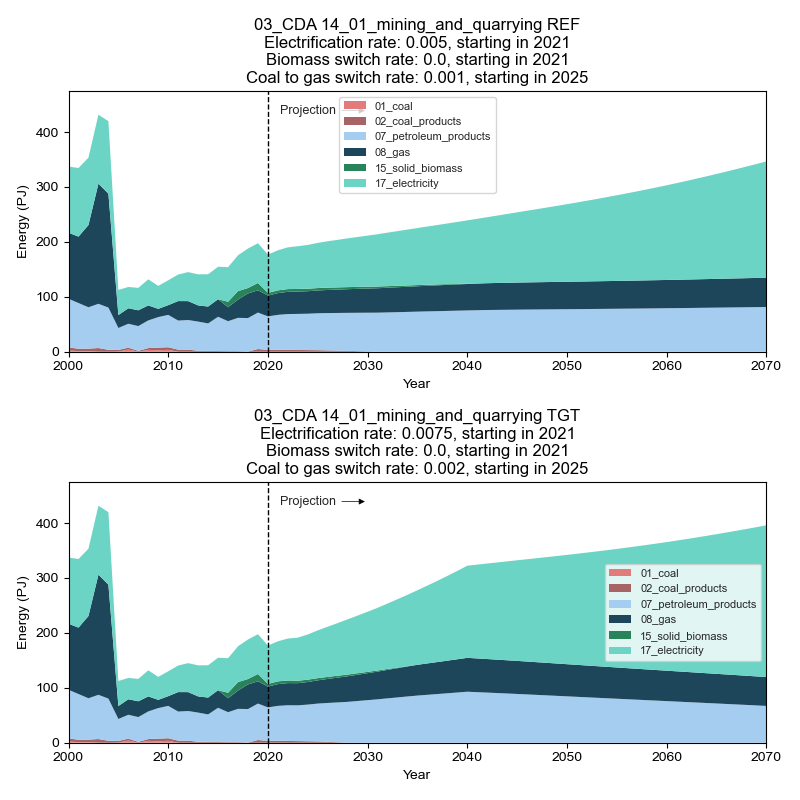 03_CDA 14_01_mining_and_quarrying REF
Electrification rate: 0.005, starting in 2021
Biomass switch rate: 0.0, starting in 2021
Coal to gas switch rate: 0.001, starting in 2025
Energy (PJ)
400
300
200
100
0
Projection
01_coal
02_coal_products
07_petroleum_products
08_gas
15_solid_biomass
17_electricity
2000 2010 2020 2030 2040 2050 2060 2070
Year
03_CDA 14_01_mining_and_quarrying TGT
Electrification rate: 0.0075, starting in 2021
Biomass switch rate: 0.0, starting in 2021
Coal to gas switch rate: 0.002, starting in 2025
Energy (PJ)
400
300
200
100
0
Projection
01_coal
02_coal_products
07_petroleum_products
08_gas
15_solid_biomass
17_electricity
2000 2010 2020 2030 2040 2050 2060 2070
Year